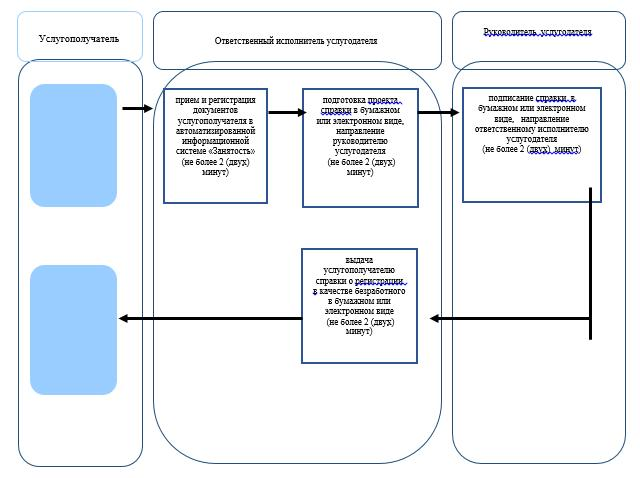 Услугополучатель
Ответственный исполнитель услугодателя
Руководитель услугодателя
прием и регистрация
документов
услугополучателя в
автоматизированной
информационной
системе «Занятость»
(не более 2 (двух)
минут)
подготовка проекта
справки в бумажном
или электронном виде,
направление
руководителю
услугодателя
(не более 2 (двух)
минут)
подписание справки в
бумажном или электронном
виде, направление
ответственному исполнителю
услугодателя
(не более 2 (двух) минут)
выдача
услугополучателю
справки о регистрации
в качестве безработного
в бумажном или
электронном виде
(не более 2 (двух)
минут)